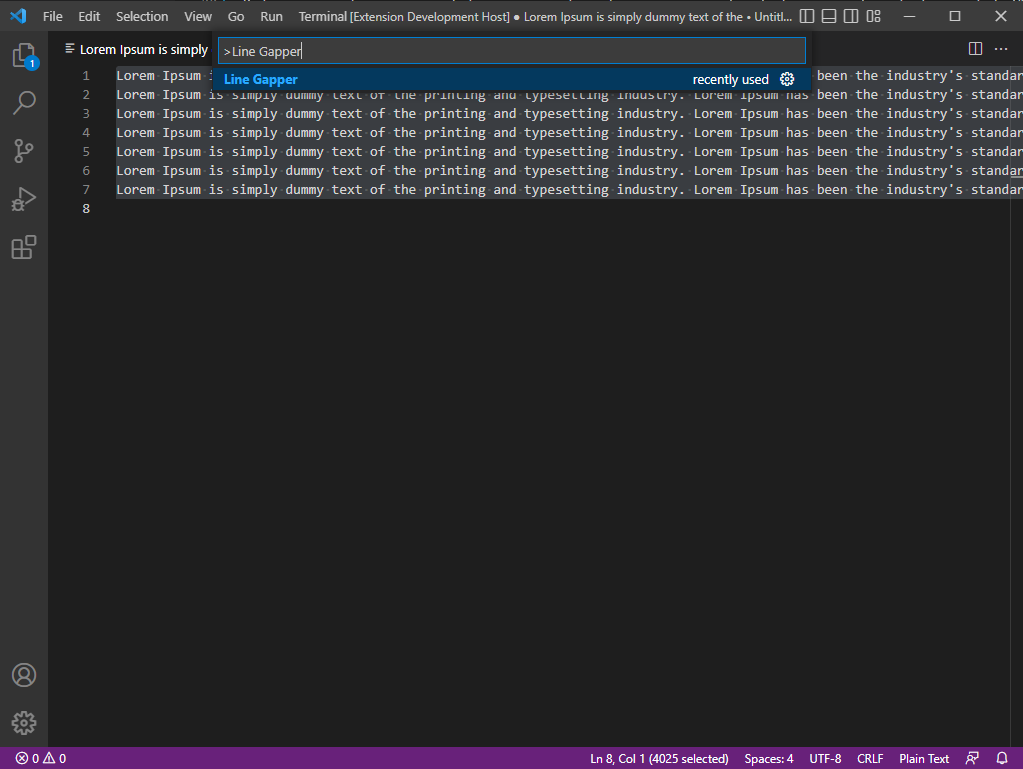 File Edit Selection View Go Run Terminal [Extension Development Host] ● Lorem Ipsum is simply dummy text of the • Untitl...
Lorem Ipsum is simply
>Line Gapper
Line Gapper recently used
1
1 Lorem Ipsum been the industry's standar
2 Lorem Ipsum is simply dummy text of the printing and typesetting industry. Lorem Ipsum has been the industry's standar
3 Lorem Ipsum is simply dummy text of the printing and typesetting industry. Lorem Ipsum has been the industry's standar
4 Lorem Ipsum is simply dummy text of the printing and typesetting industry. Lorem Ipsum has been the industry's standar
5 Lorem Ipsum is simply dummy text of the printing and typesetting industry. Lorem Ipsum has been the industry's standar
6 Lorem Ipsum is simply dummy text of the printing and typesetting industry. Lorem Ipsum has been the industry's standar
7 Lorem Ipsum is simply dummy text of the printing and typesetting industry. Lorem Ipsum has been the industry's standar
8
0 0 Ln 8, Col 1 (4025 selected) Spaces: 4 UTF-8 CRLF Plain Text